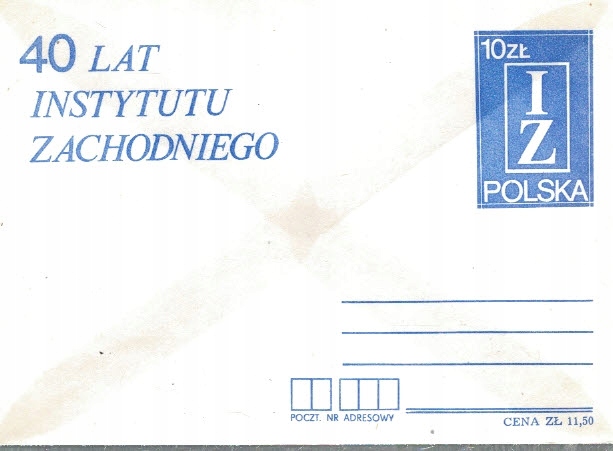 40 LAT
INSTYTUTU
ZACHODNIEGO
10ZŁ
I
Z
POLSKA
POCZT. NR ADRESOWY
CENA ZŁ 11,50